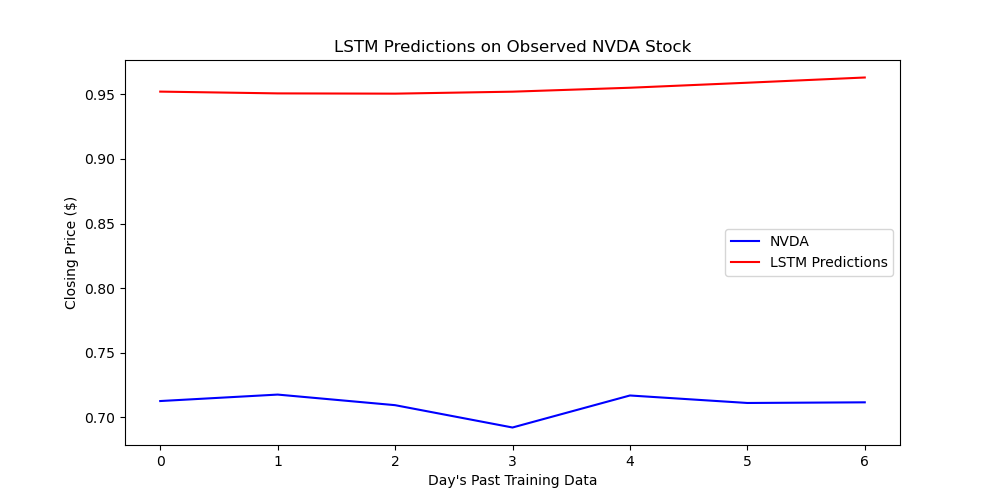 LSTM Predictions on Observed NVDA Stock
0.95
0.90
0.85
0.80
0.75
0.70
Closing Price ($)
NVDA
LSTM Predictions
0 1 2 3 4 5 6
Day's Past Training Data